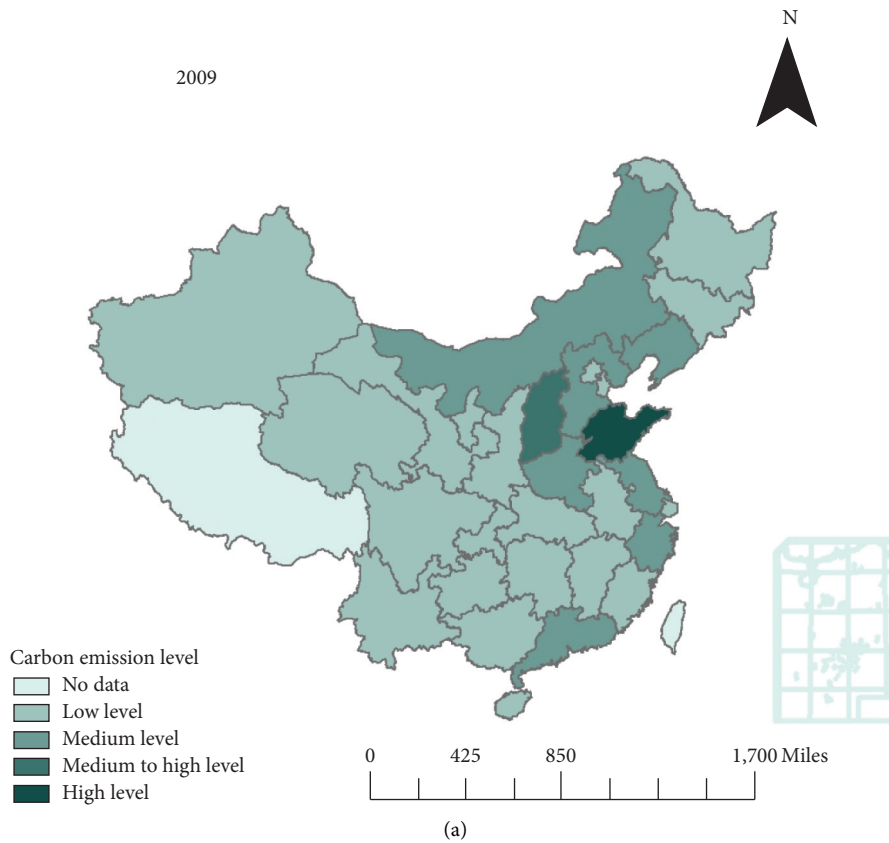 N
2009
Carbon emission level
No data
Low level
Medium level
Medium to high level
High level
0 425 850 1,700 Miles
(a)